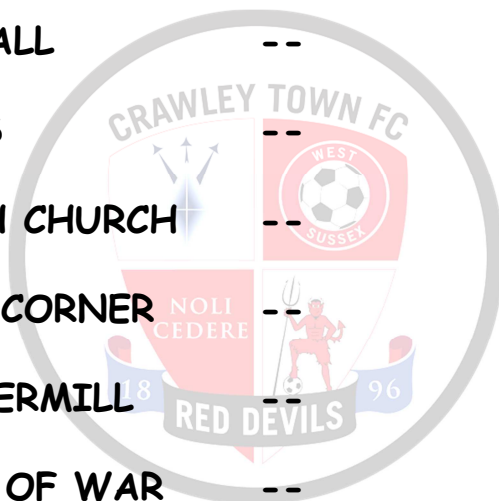 ALL --
CRAWLEY TOWN FC
S --
WEST
SUSSEX
H CHURCH --
CORNER --
NOLI
CEDERE
ERMILL --
18 96
RED DEVILS
OF WAR --